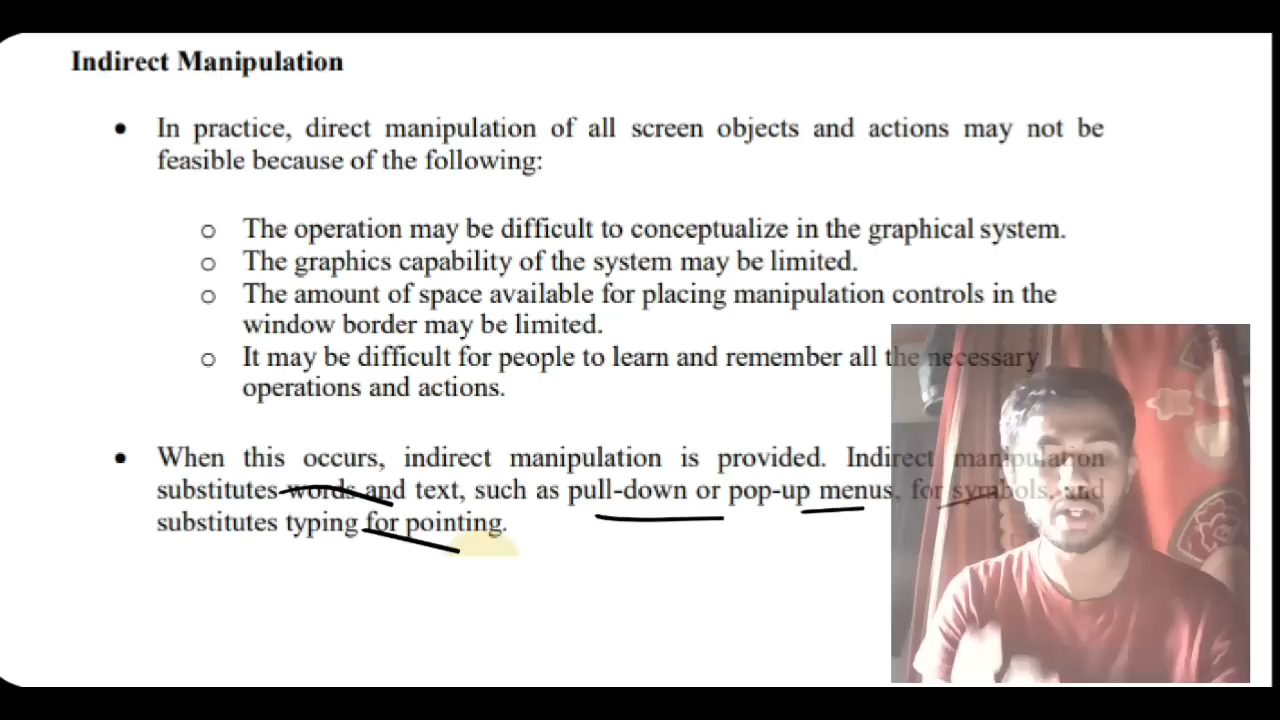 Indirect Manipulation
• In practice, direct manipulation of all screen objects and actions may not be
feasible because of the following:
o The operation may be difficult to conceptualize in the graphical system.
o The graphics capability of the system may be limited.
o The amount of space available for placing manipulation controls in the
window border may be limited.
o It may be difficult for people to learn and remember all the necessary
operations and actions.
• When this occurs, indirect manipulation is provided. Indirect manipulation
substitutes words and text, such as pull-down or pop-up menus, for symbols, and
substitutes typing for pointing.